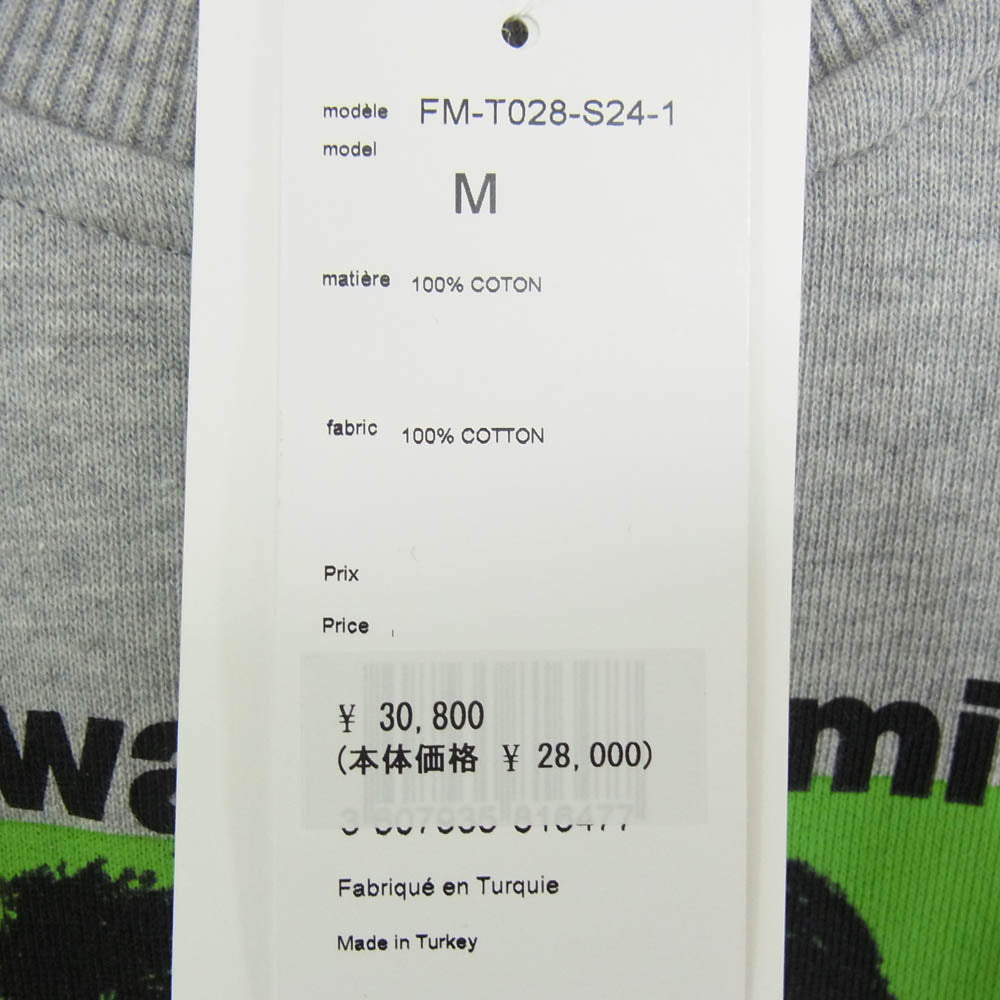 modèle FM-T028-S24-1
model
M
matière 100% COTON
fabric 100% COTTON
Prix
Price
¥ 30,800
(本体価格 ¥ 28,000)
Fabriqué en Turquie
Made in Turkey
wa
mi